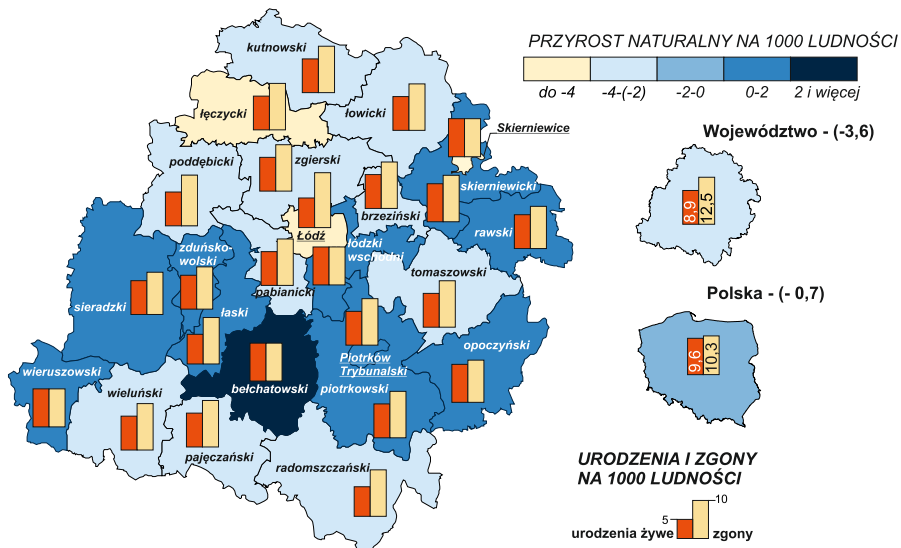 PRZYROST NATURALNY NA 1000 LUDNOŚCI
do -4
-4-(-2)
-2-0
0-2
2 i więcej
kutnowski
łęczycki
łowicki
Skierniewice
poddębicki
zgierski
skierniewicki
brzeziński
rawski
Łódź
zduńsko-
wolski
łódzki
wschodni
pabianicki
tomaszowski
sieradzki
łaski
Piotrków
Trybunalski
opoczyński
wieruszowski
wieluński
bełchatowski
piotrkowski
pajęczański
radomszczański
Województwo - (-3,6)
8,9
12,5
Polska - (- 0,7)
9,6
10,3
URODZENIA I ZGONY
NA 1000 LUDNOŚCI
10
5
urodzenia żywe
zgony